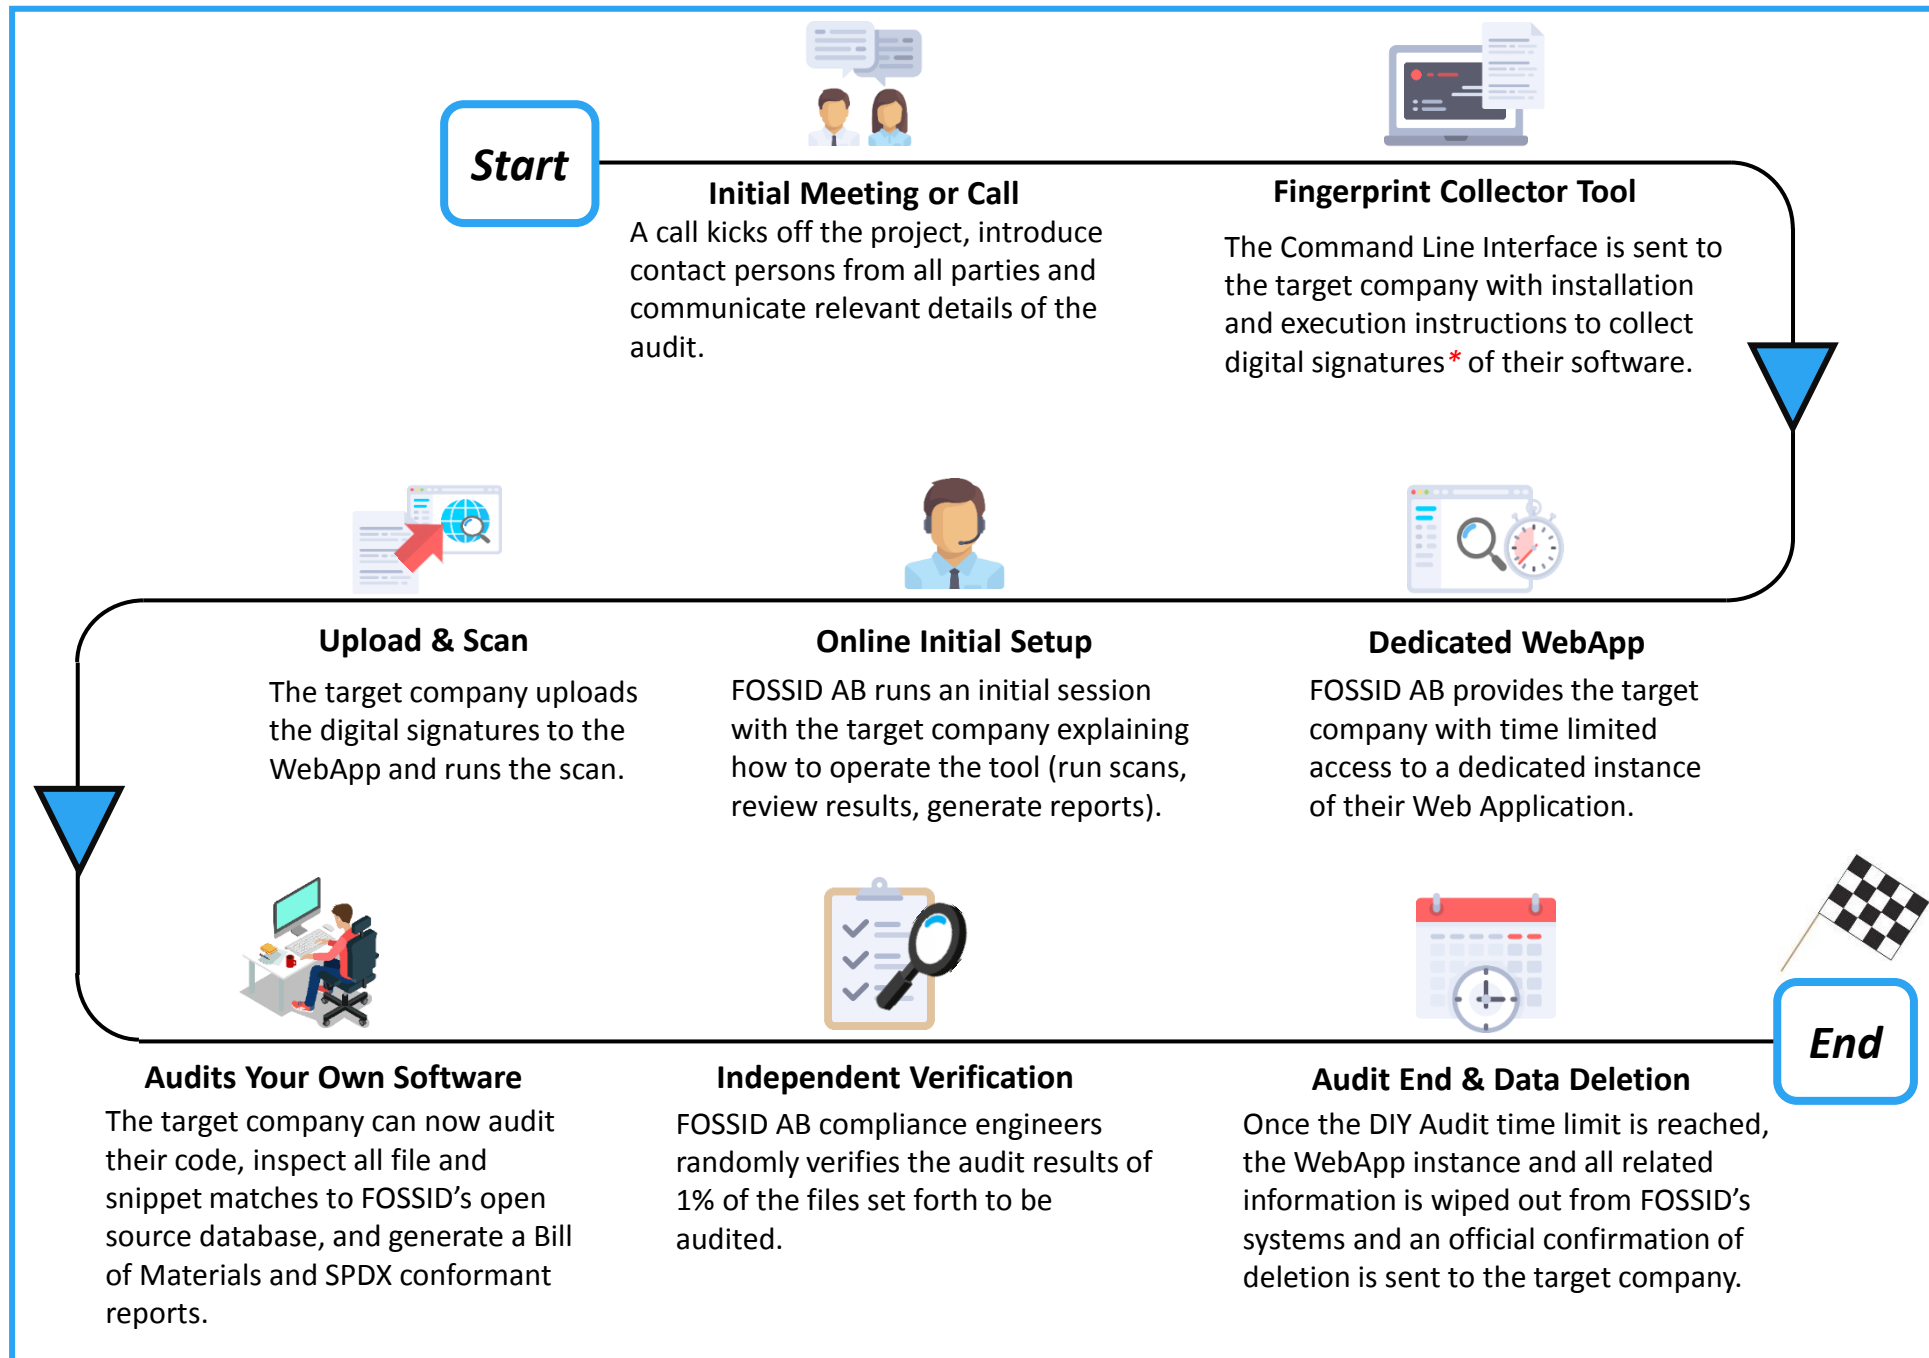 Start
Initial Meeting or Call
A call kicks off the project, introduce
contact persons from all parties and
communicate relevant details of the
audit.
Fingerprint Collector Tool
The Command Line Interface is sent to
the target company with installation
and execution instructions to collect
digital signatures* of their software.
Dedicated WebApp
FOSSID AB provides the target
company with time limited
access to a dedicated instance
of their Web Application.
Online Initial Setup
FOSSID AB runs an initial session
with the target company explaining
how to operate the tool (run scans,
review results, generate reports).
Upload & Scan
The target company uploads
the digital signatures to the
WebApp and runs the scan.
Audits Your Own Software
The target company can now audit
their code, inspect all file and
snippet matches to FOSSID’s open
source database, and generate a Bill
of Materials and SPDX conformant
reports.
Independent Verification
FOSSID AB compliance engineers
randomly verifies the audit results of
1% of the files set forth to be
audited.
Audit End & Data Deletion
Once the DIY Audit time limit is reached,
the WebApp instance and all related
information is wiped out from FOSSID’s
systems and an official confirmation of
deletion is sent to the target company.
End